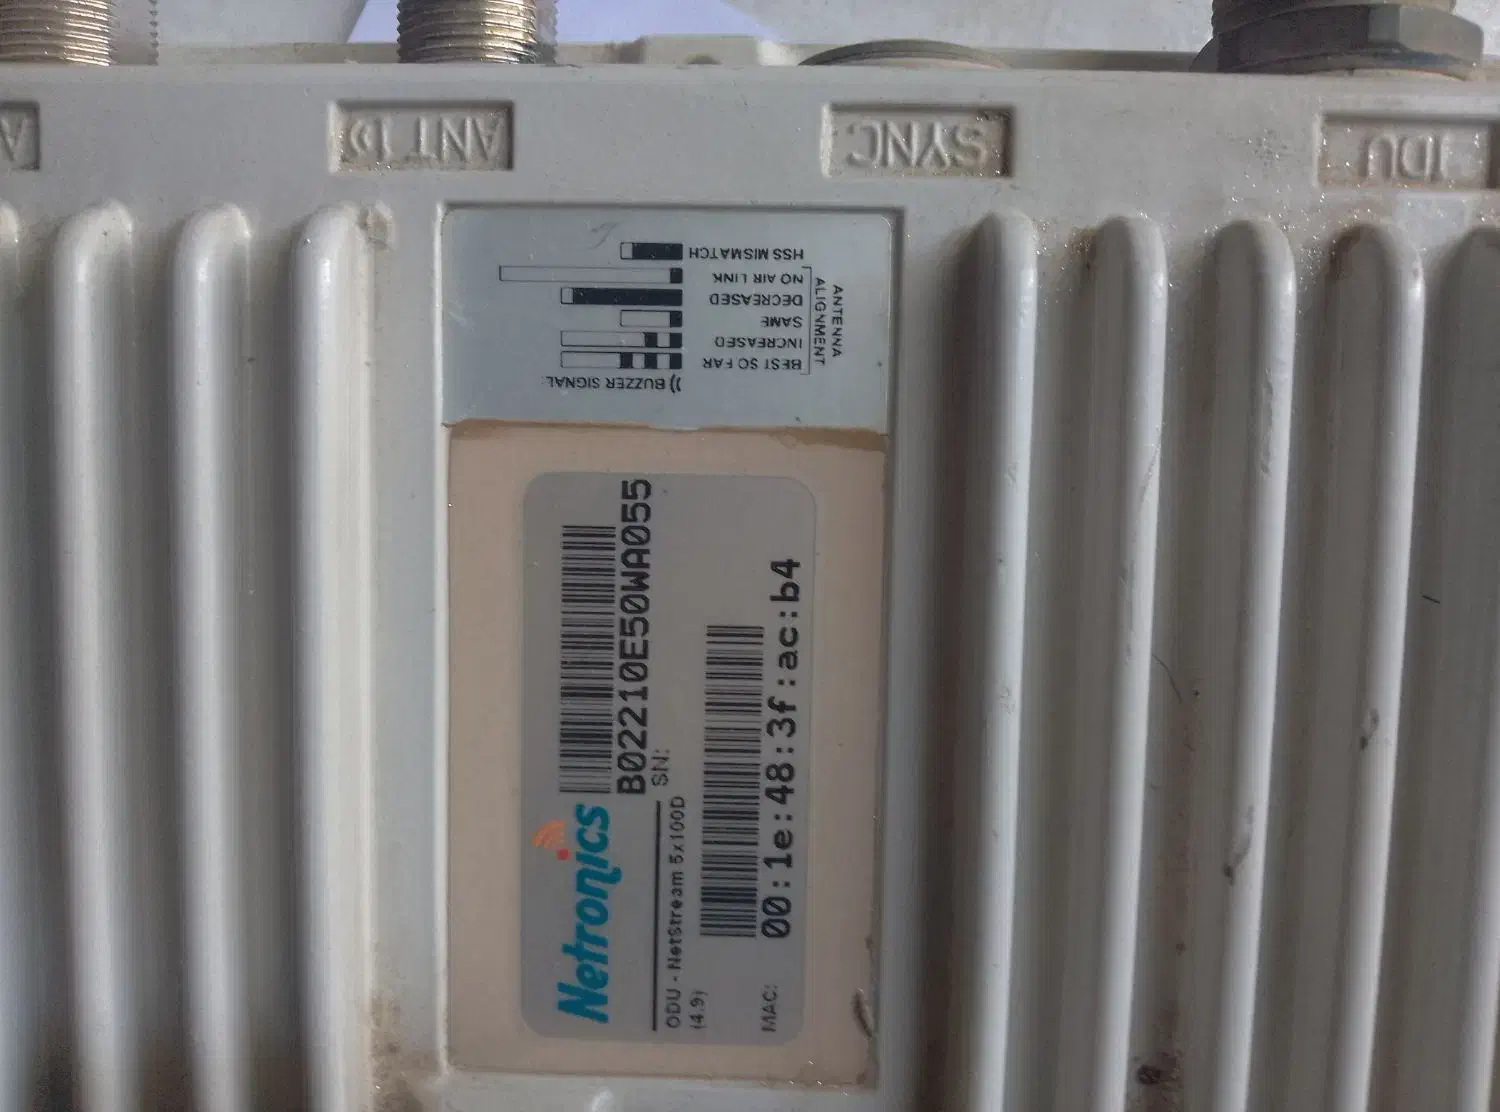 ANT
SYNC
IDU
BUZZER SIGNAL:
BEST SO FAR
INCREASED
SAME
DECREASED
NO AIR LINK
HSS MISMATCH
ANTENNA
ALIGNMENT
Netronics
B02210E50WA055
SN:
ODU - NetStream 5x100D
(4.9)
MAC:
00:1e:48:3f:ac:b4